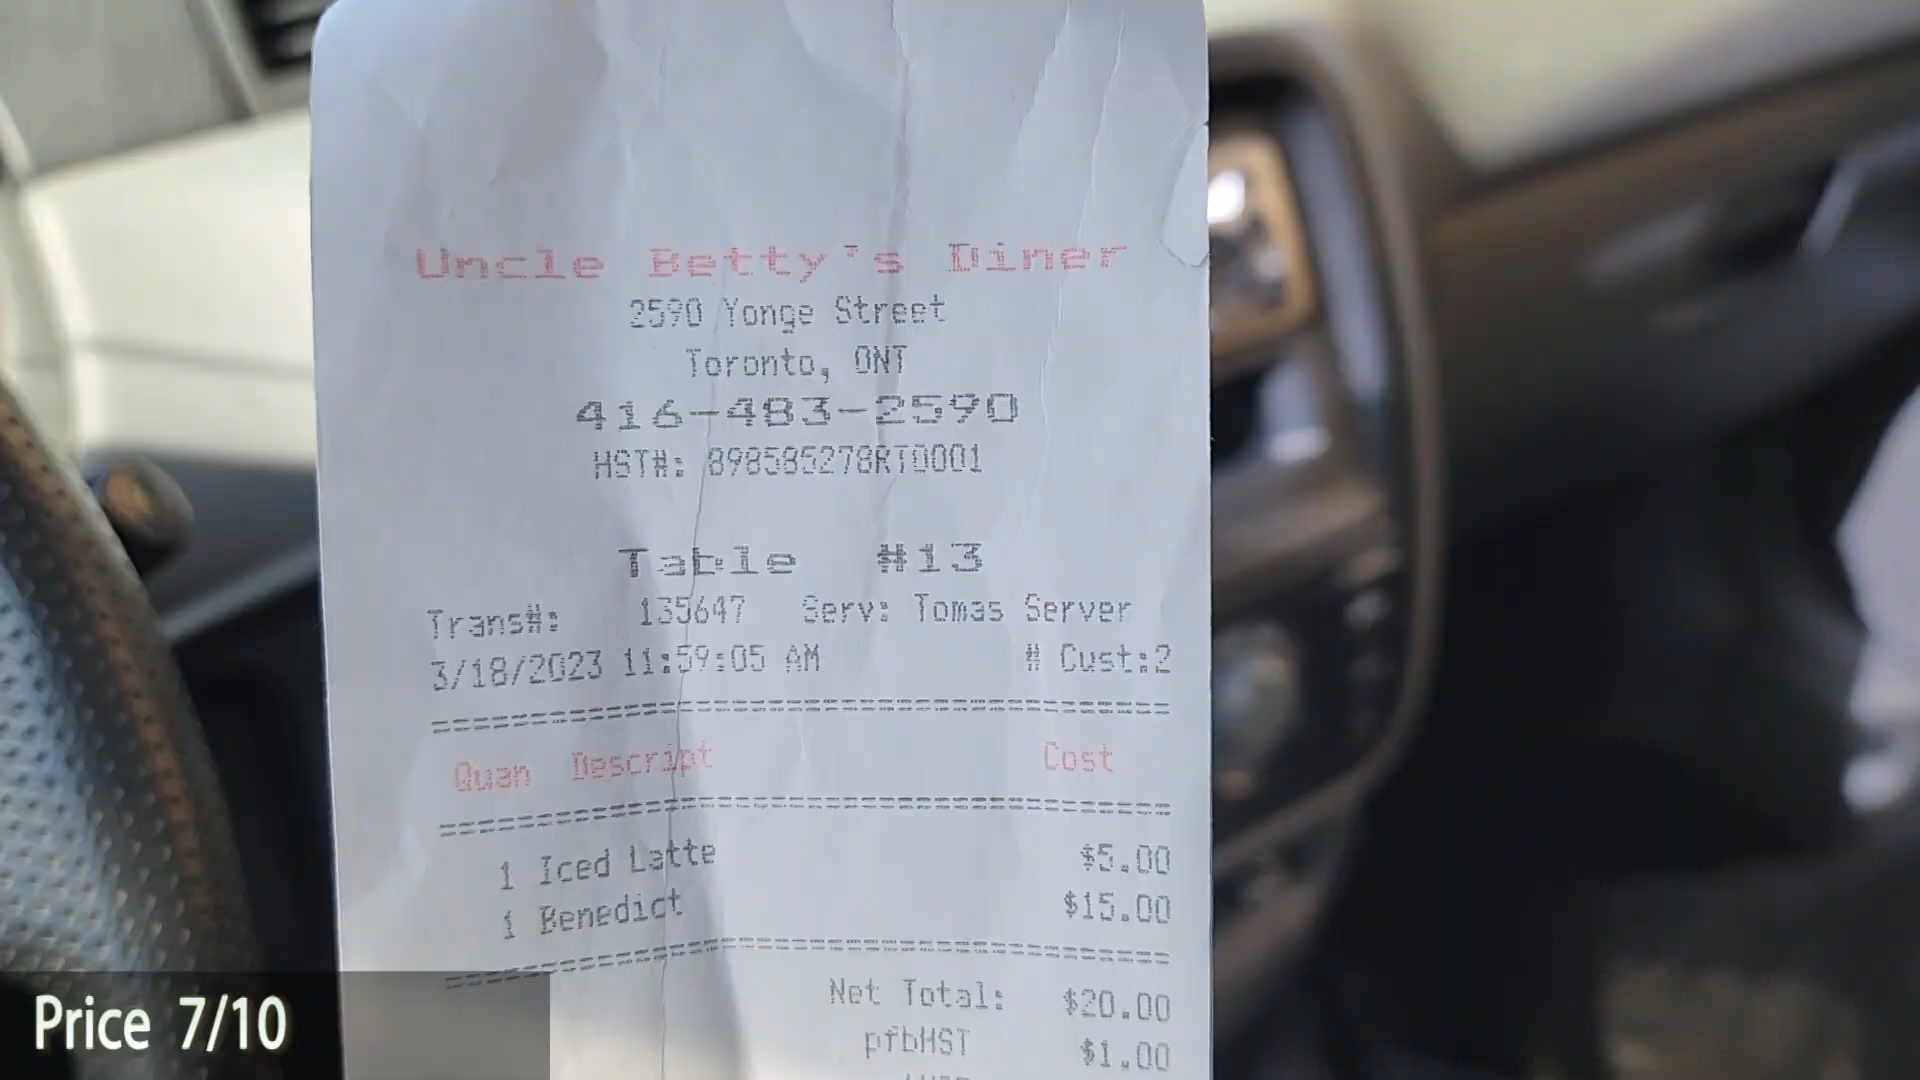 Uncle Betty's Diner
2590 Yonge Street
Toronto, ONT
416-483-2590
HST#: 898585278RT0001
Table #13
Trans#: 135647 Serv: Tomas Server
3/18/2023 11:59:05 AM # Cust:2
Quan Descript Cost
1 Iced Latte $5.00
1 Benedict $15.00
Net Total: $20.00
pfbHST $1.00
Price 7/10